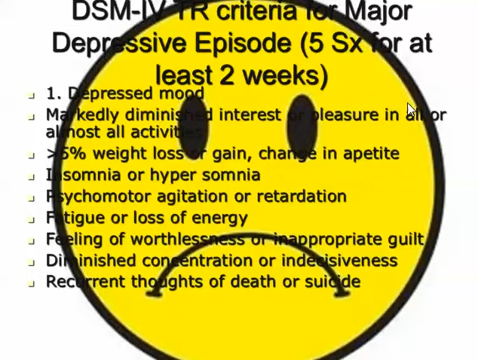 DSM-IV TR criteria for Major
Depressive Episode (5 Sx for at
least 2 weeks)
1. Depressed mood
Markedly diminished interest or pleasure in all or
almost all activities
>5% weight loss or gain, change in apetite
Insomnia or hyper somnia
Psychomotor agitation or retardation
Fatigue or loss of energy
Feeling of worthlessness or inappropriate guilt
Diminished concentration or indecisiveness
Recurrent thoughts of death or suicide